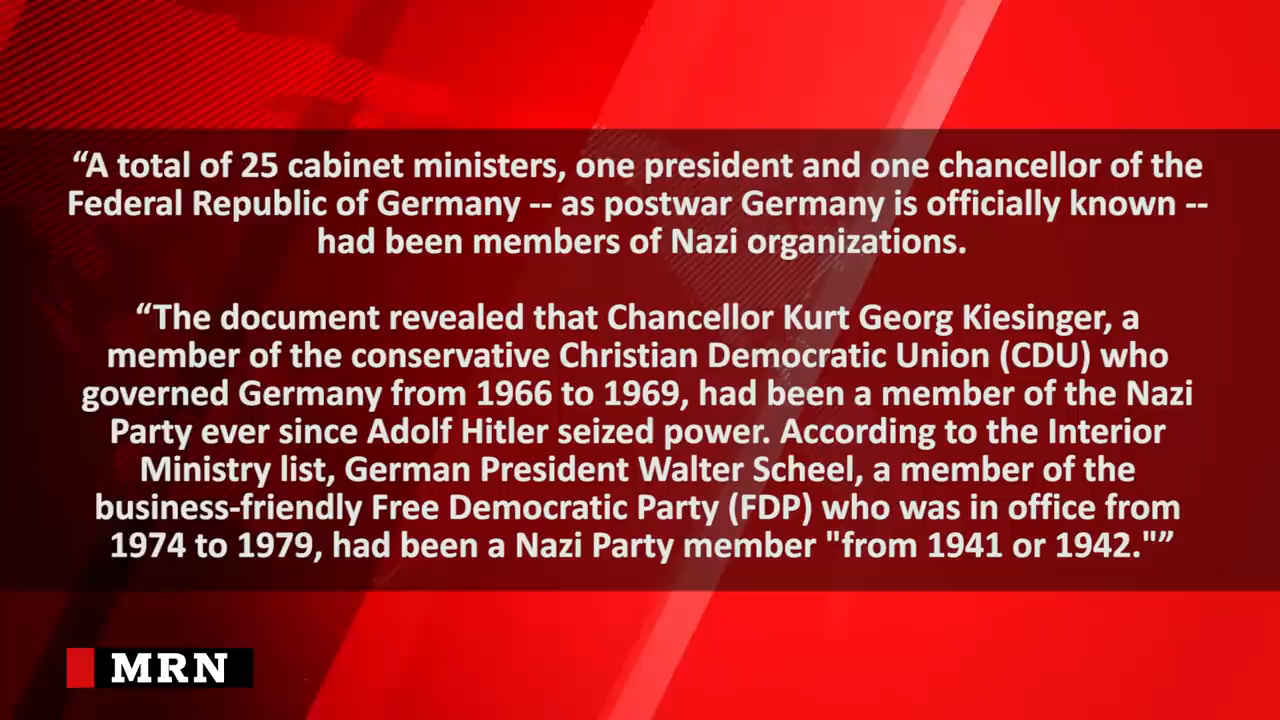 “A total of 25 cabinet ministers, one president and one chancellor of the
Federal Republic of Germany -- as postwar Germany is officially known --
had been members of Nazi organizations.
“The document revealed that Chancellor Kurt Georg Kiesinger, a
member of the conservative Christian Democratic Union (CDU) who
governed Germany from 1966 to 1969, had been a member of the Nazi
Party ever since Adolf Hitler seized power. According to the Interior
Ministry list, German President Walter Scheel, a member of the
business-friendly Free Democratic Party (FDP) who was in office from
1974 to 1979, had been a Nazi Party member "from 1941 or 1942."”
MRN